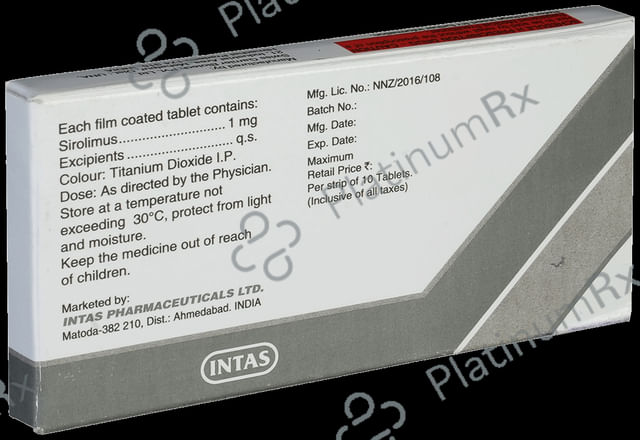 Each film coated tablet contains:
Sirolimus........................... 1 mg
Excipients .......................... q.s.
Colour: Titanium Dioxide I.P.
Dose: As directed by the Physician.
Store at a temperature not
exceeding 30°C, protect from light
and moisture.
Keep the medicine out of reach
of children.
Marketed by:
INTAS PHARMACEUTICALS LTD.
Matoda-382 210, Dist.: Ahmedabad. INDIA
INTAS
Mfg. Lic. No.: NNZ/2016/108
Batch No.:
Mfg. Date:
Exp. Date:
Maximum
Retail Price ₹:
Per strip of 10 Tablets.
(Inclusive of all taxes)
PlatinumRx
PlatinumRx
PlatinumRx